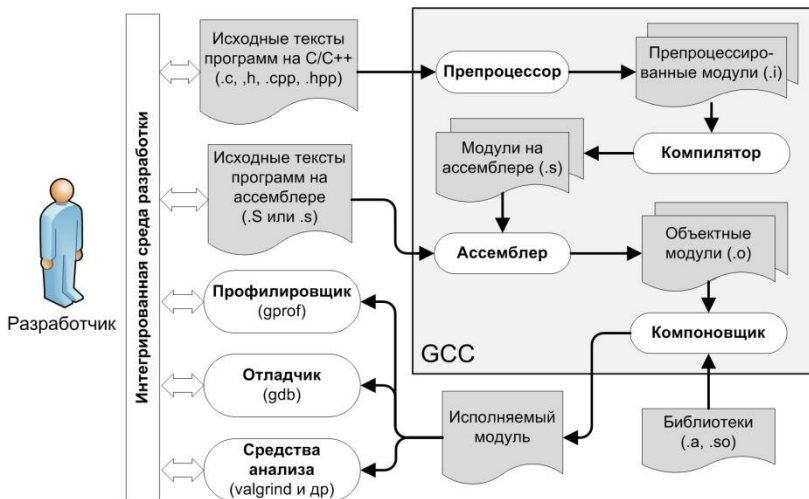 Исходные тексты
программ на C/C++
(.c, ,h, .cpp, .hpp)
Препроцессор
Препроцессиро-
ванные модули (.i)
Модули на
ассемблере (.s)
Компилятор
Исходные тексты
программ на
ассемблере
(.S или .s)
Ассемблер
Объектные
модули (.o)
Разработчик
Интегрированная среда разработки
Профилировщик
(gprof)
GCC
Компоновщик
Отладчик
(gdb)
Исполняемый
модуль
Библиотеки
(.a, .so)
Средства
анализа
(valgrind и др)